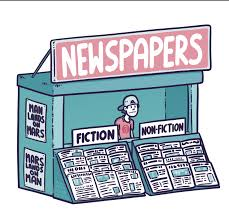 NEWSPAPERS
MAN
LANDS
ON
MARS
MARS
LANDS
ON
MAN
FICTION
NON-FICTION